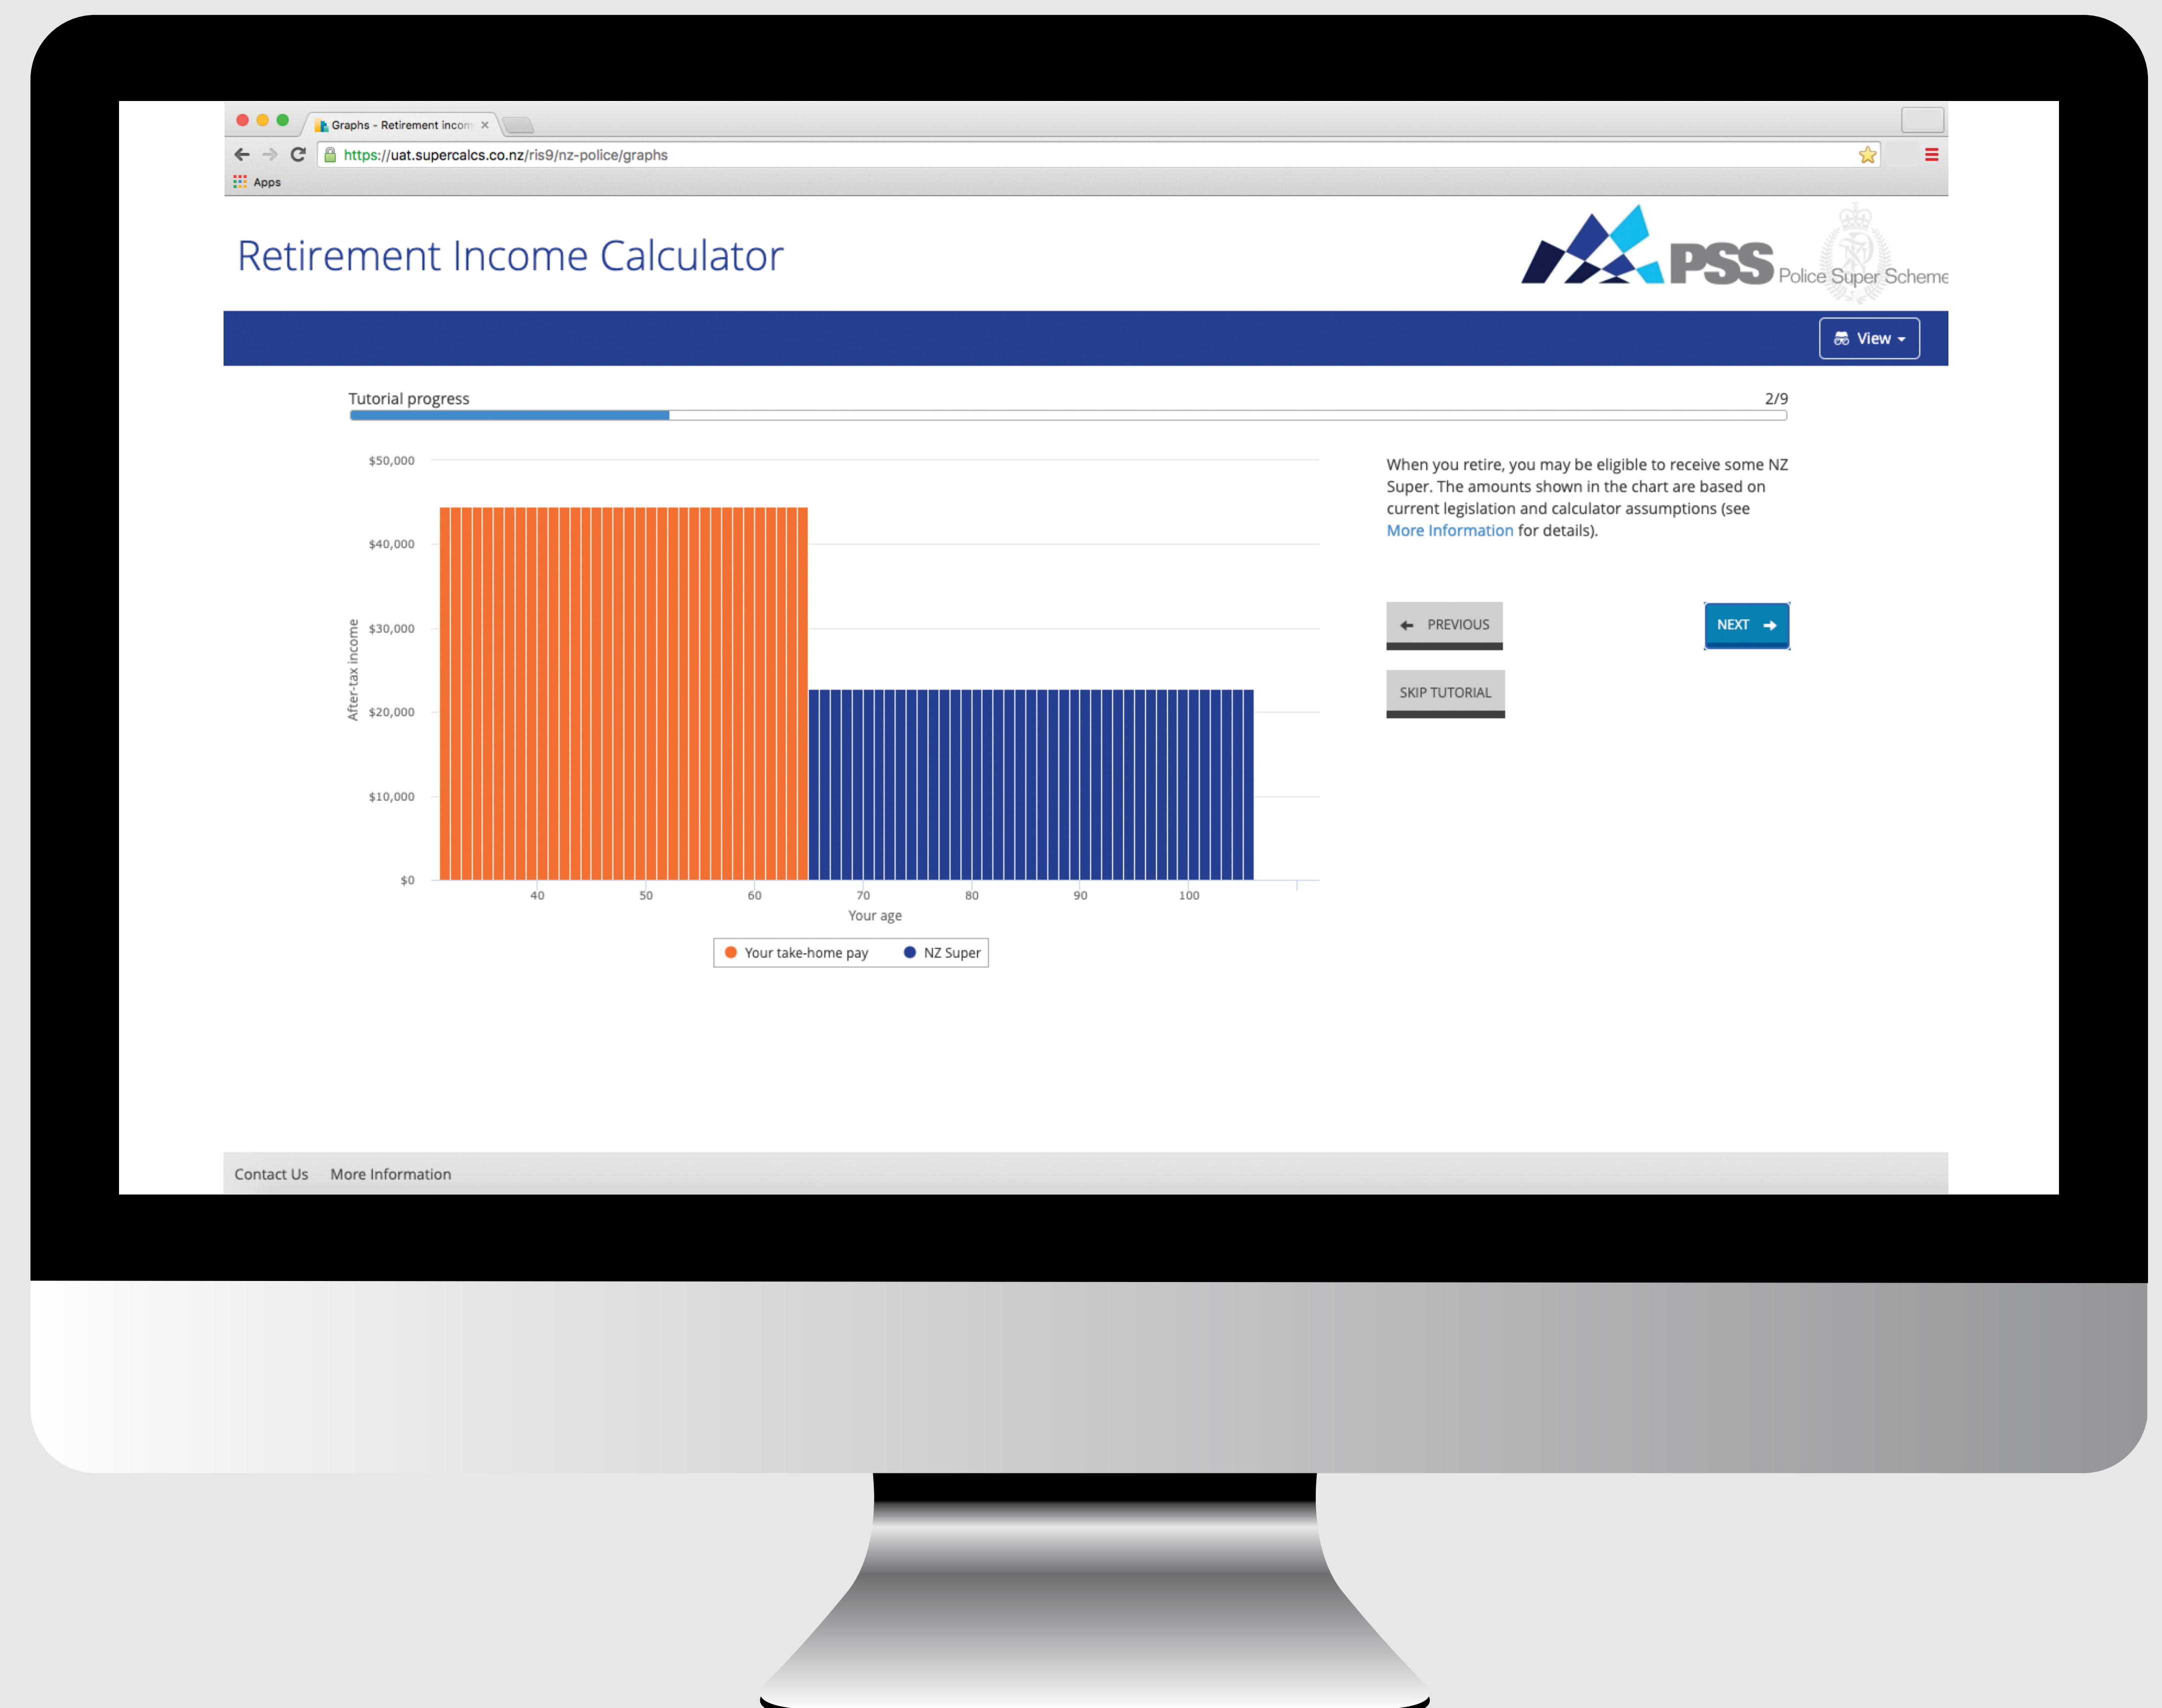 Graphs - Retirement incom
https://uat.supercalcs.co.nz/ris9/nz-police/graphs
Apps
Retirement Income Calculator
PSS Police Super Scheme
View
Tutorial progress
2/9
$50,000
$40,000
$30,000
$20,000
$10,000
$0
After-tax income
40 50 60 70 80 90 100
Your age
Your take-home pay NZ Super
When you retire, you may be eligible to receive some NZ
Super. The amounts shown in the chart are based on
current legislation and calculator assumptions (see
More Information for details).
PREVIOUS
NEXT
SKIP TUTORIAL
Contact Us More Information